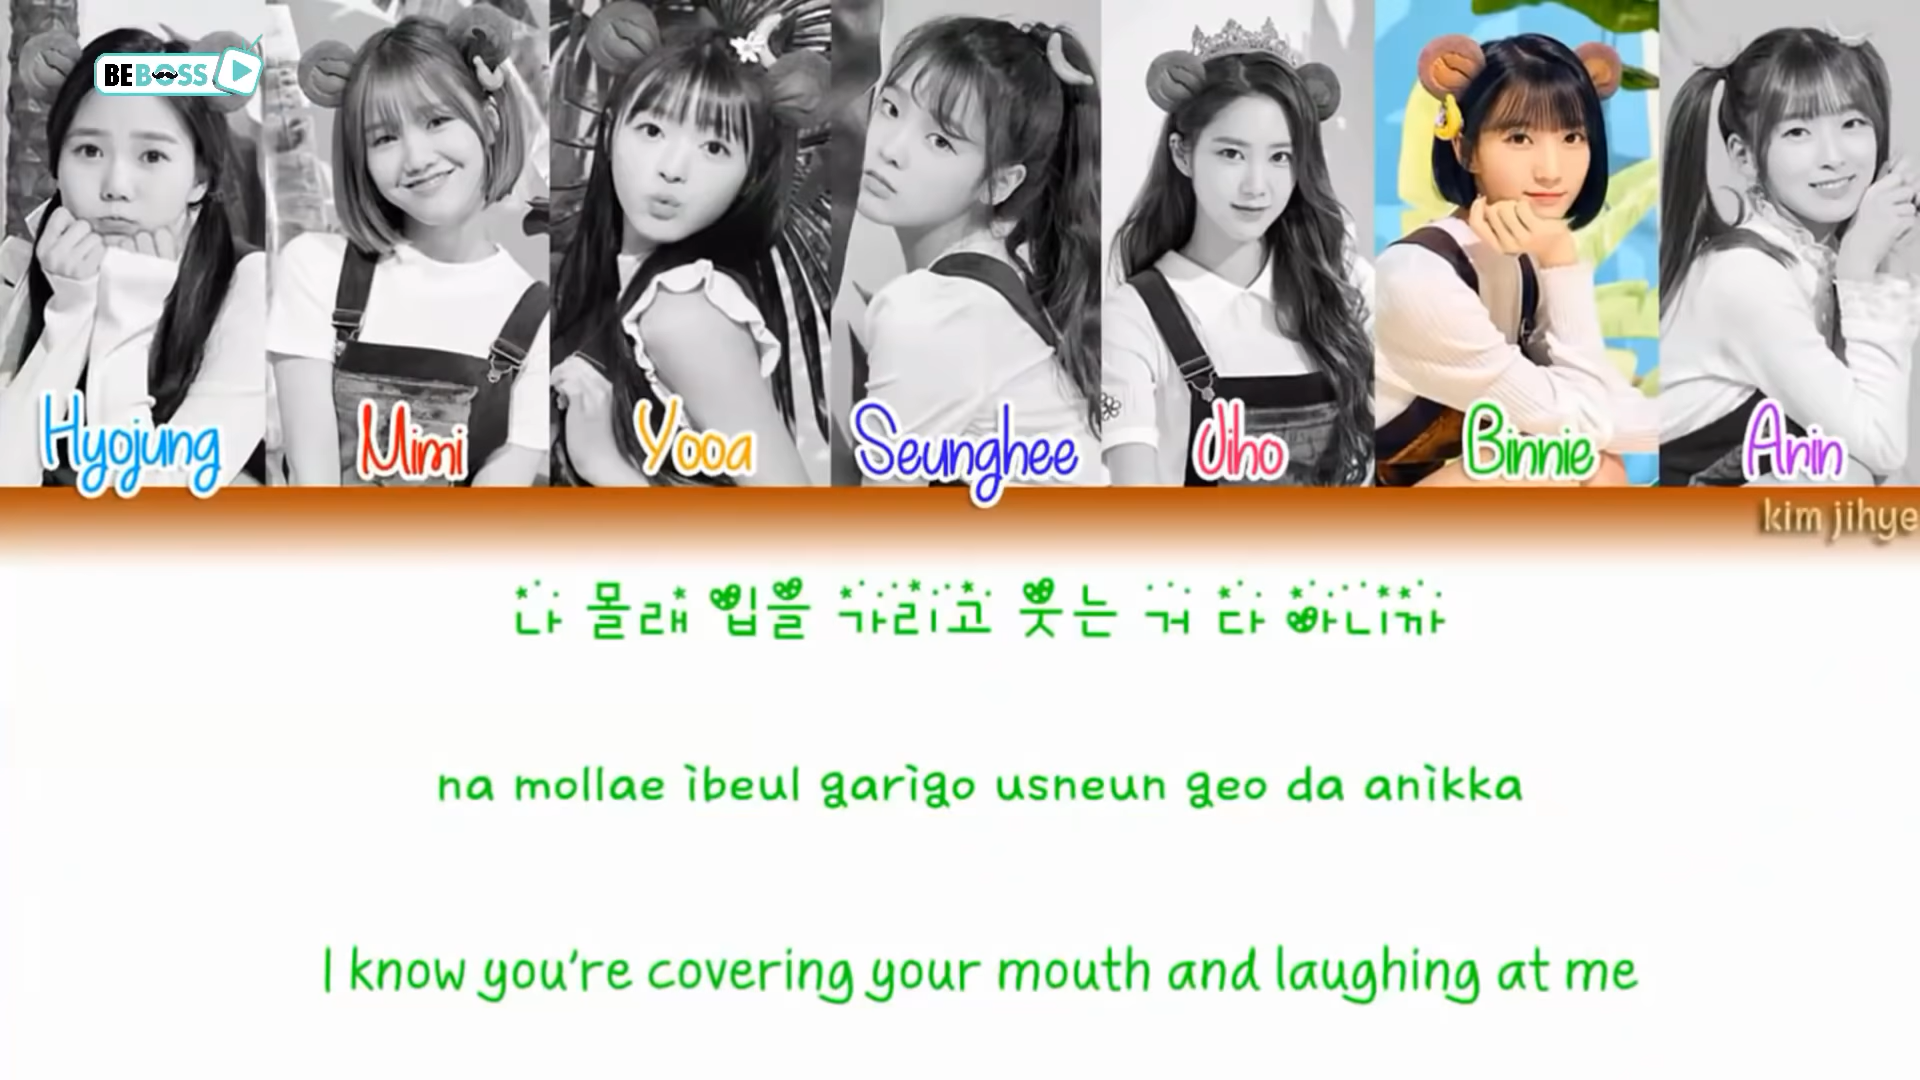 BEBOSS
Hyojung
Mimi
Yooa
Seunghee
Jiho
Binnie
Arin
kim jihye
나 몰래 입을 가리고 웃는 거 다 아니까
na mollae ibeul garigo usneun geo da anikka
I know you're covering your mouth and laughing at me